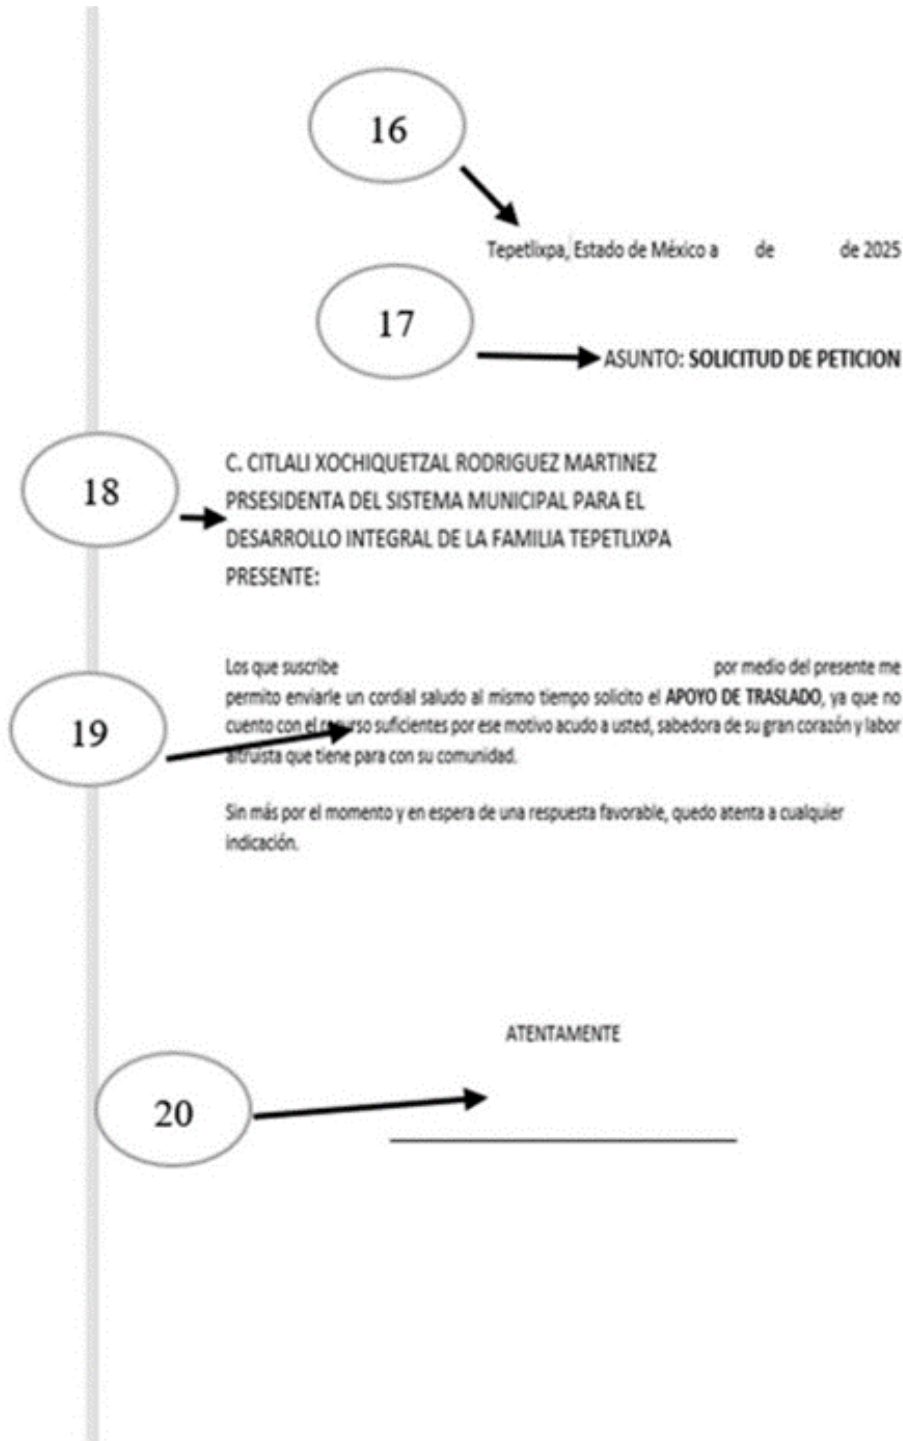 16
Tepetlixpa, Estado de México a de de 2025
17
ASUNTO: SOLICITUD DE PETICION
18
C. CITLALI XOCHIQUETZAL RODRIGUEZ MARTINEZ
PRSESIDENTA DEL SISTEMA MUNICIPAL PARA EL
DESARROLLO INTEGRAL DE LA FAMILIA TEPETLIXPA
PRESENTE:
Los que suscribe por medio del presente me
permito enviarle un cordial saludo al mismo tiempo solicito el APOYO DE TRASLADO, ya que no
19
cuento con el recurso suficientes por ese motivo acudo a usted, sabedora de su gran corazón y labor
altruista que tiene para con su comunidad.
Sin más por el momento y en espera de una respuesta favorable, quedo atenta a cualquier
indicación.
ATENTAMENTE
20